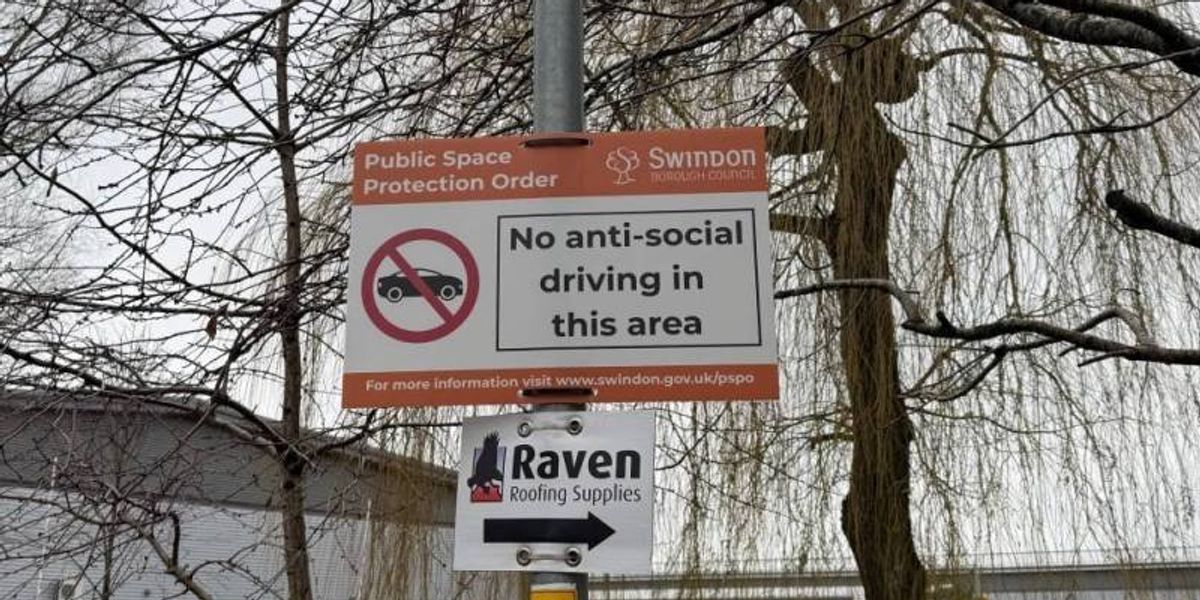 Public Space
Protection Order
SWINDON
BOROUGH COUNCIL
No anti-social
driving in
this area
For more information visit www.swindon.gov.uk/pspo
Raven
Roofing Supplies